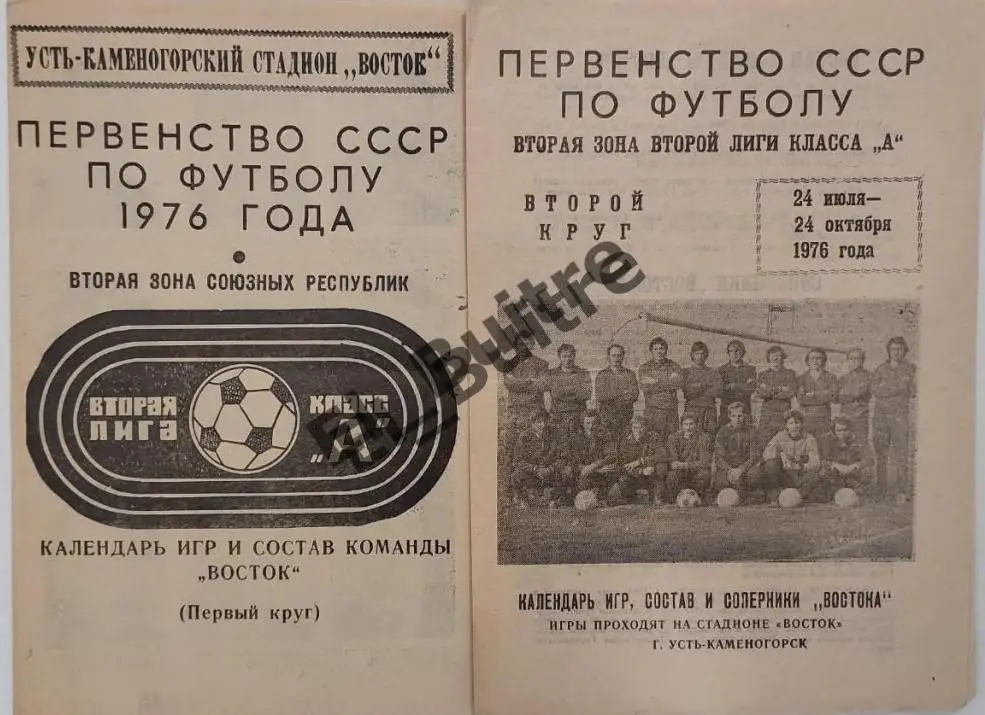 УСТЬ-КАМЕНОГОРСКИЙ СТАДИОН „ВОСТОК“
ПЕРВЕНСТВО СССР
ПО ФУТБОЛУ
1976 ГОДА
ВТОРАЯ ЗОНА СОЮЗНЫХ РЕСПУБЛИК
ВТОРАЯ
ЛИГА
КЛАСС
„А“
КАЛЕНДАРЬ ИГР И СОСТАВ КОМАНДЫ
„ВОСТОК“
(Первый круг)
ПЕРВЕНСТВО СССР
ПО ФУТБОЛУ
ВТОРАЯ ЗОНА ВТОРОЙ ЛИГИ КЛАССА „А“
ВТОРОЙ
КРУГ
24 июля—
24 октября
1976 года
КАЛЕНДАРЬ ИГР, СОСТАВ И СОПЕРНИКИ „ВОСТОКА“
ИГРЫ ПРОХОДЯТ НА СТАДИОНЕ «ВОСТОК»
Г. УСТЬ-КАМЕНОГОРСК
Buitre